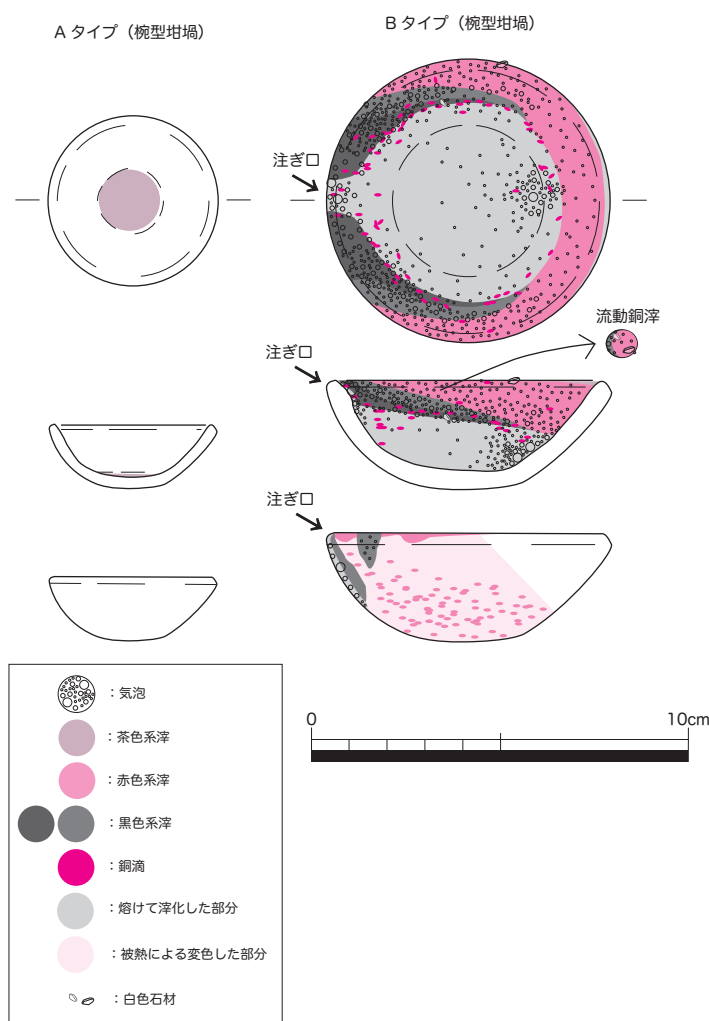 A タイプ（椀型坩堝）
B タイプ（椀型坩堝）
注ぎ口
流動銅滓
注ぎ口
注ぎ口
：気泡
：茶色系滓
：赤色系滓
：黒色系滓
：銅滴
：熔けて滓化した部分
：被熱による変色した部分
：白色石材
0
10cm